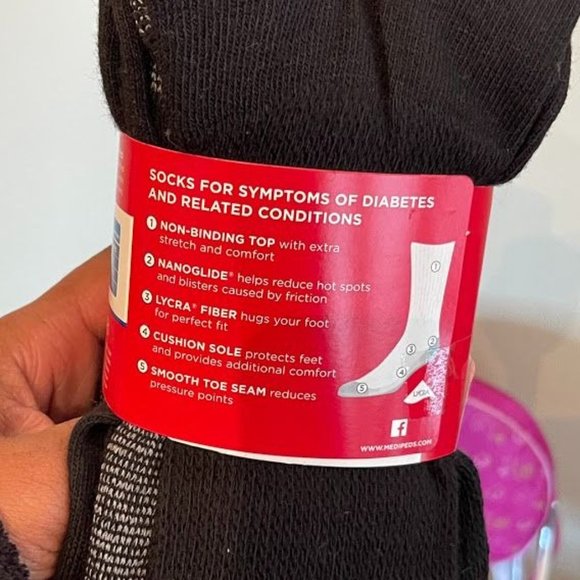 SOCKS FOR SYMPTOMS OF DIABETES
AND RELATED CONDITIONS
1 NON-BINDING TOP with extra
stretch and comfort
2 NANOGLIDE® helps reduce hot spots
and blisters caused by friction
3 LYCRA® FIBER hugs your foot
for perfect fit
4 CUSHION SOLE protects feet
and provides additional comfort
5 SMOOTH TOE SEAM reduces
pressure points
1
2
3
4
5
LYCRA
f
WWW.MEDIPEDS.COM